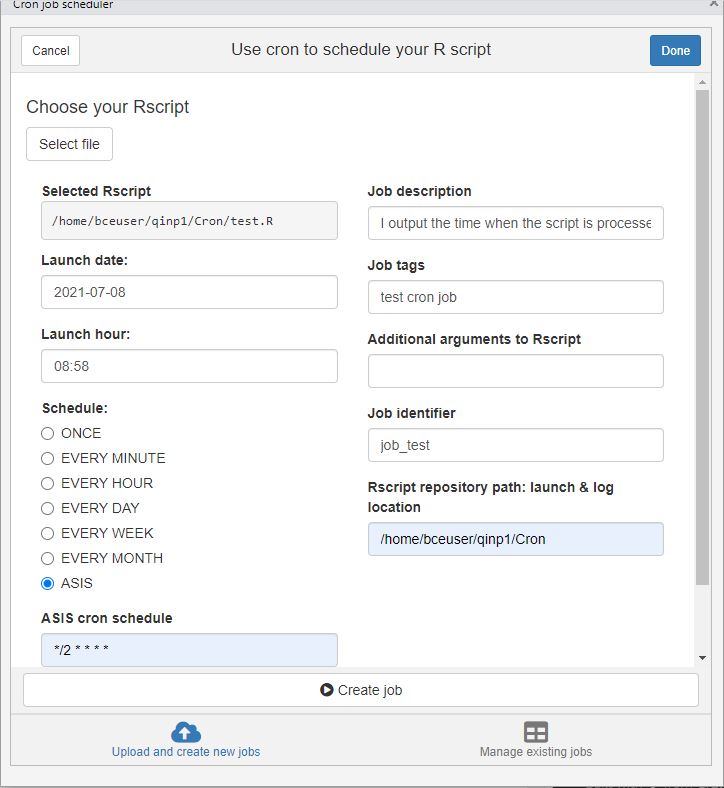 Cron job scheduler
Cancel
Use cron to schedule your R script
Done
Choose your Rscript
Select file
Selected Rscript
/home/bceuser/qinp1/Cron/test.R
Launch date:
2021-07-08
Launch hour:
08:58
Schedule:
ONCE
EVERY MINUTE
EVERY HOUR
EVERY DAY
EVERY WEEK
EVERY MONTH
ASIS
ASIS cron schedule
*/2 * * * *
Job description
I output the time when the script is processe
Job tags
test cron job
Additional arguments to Rscript
Job identifier
job_test
Rscript repository path: launch & log
location
/home/bceuser/qinp1/Cron
Create job
Upload and create new jobs
Manage existing jobs